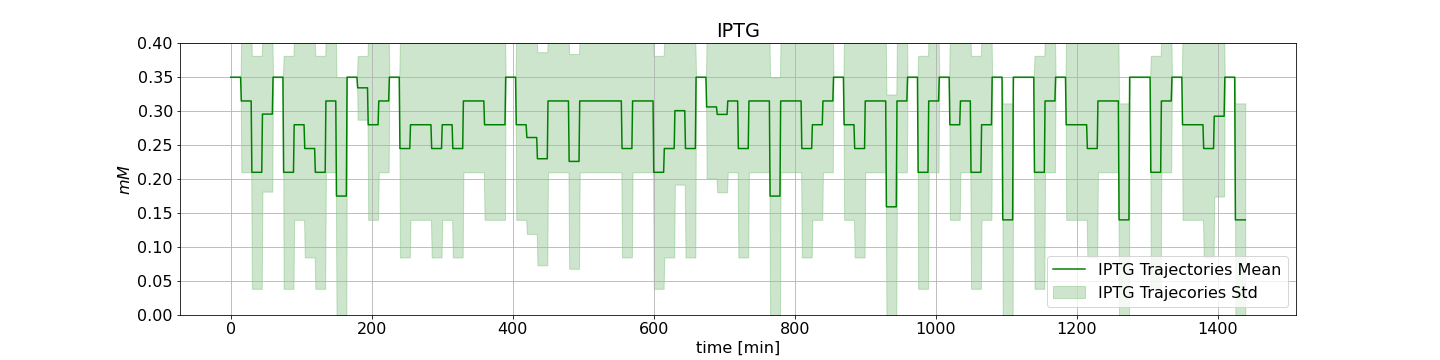 IPTG
0.40
0.35
0.30
0.25
0.20
0.15
0.10
0.05
0.00
mM
0 200 400 600 800 1000 1200 1400
time [min]
IPTG Trajectories Mean
IPTG Trajecories Std